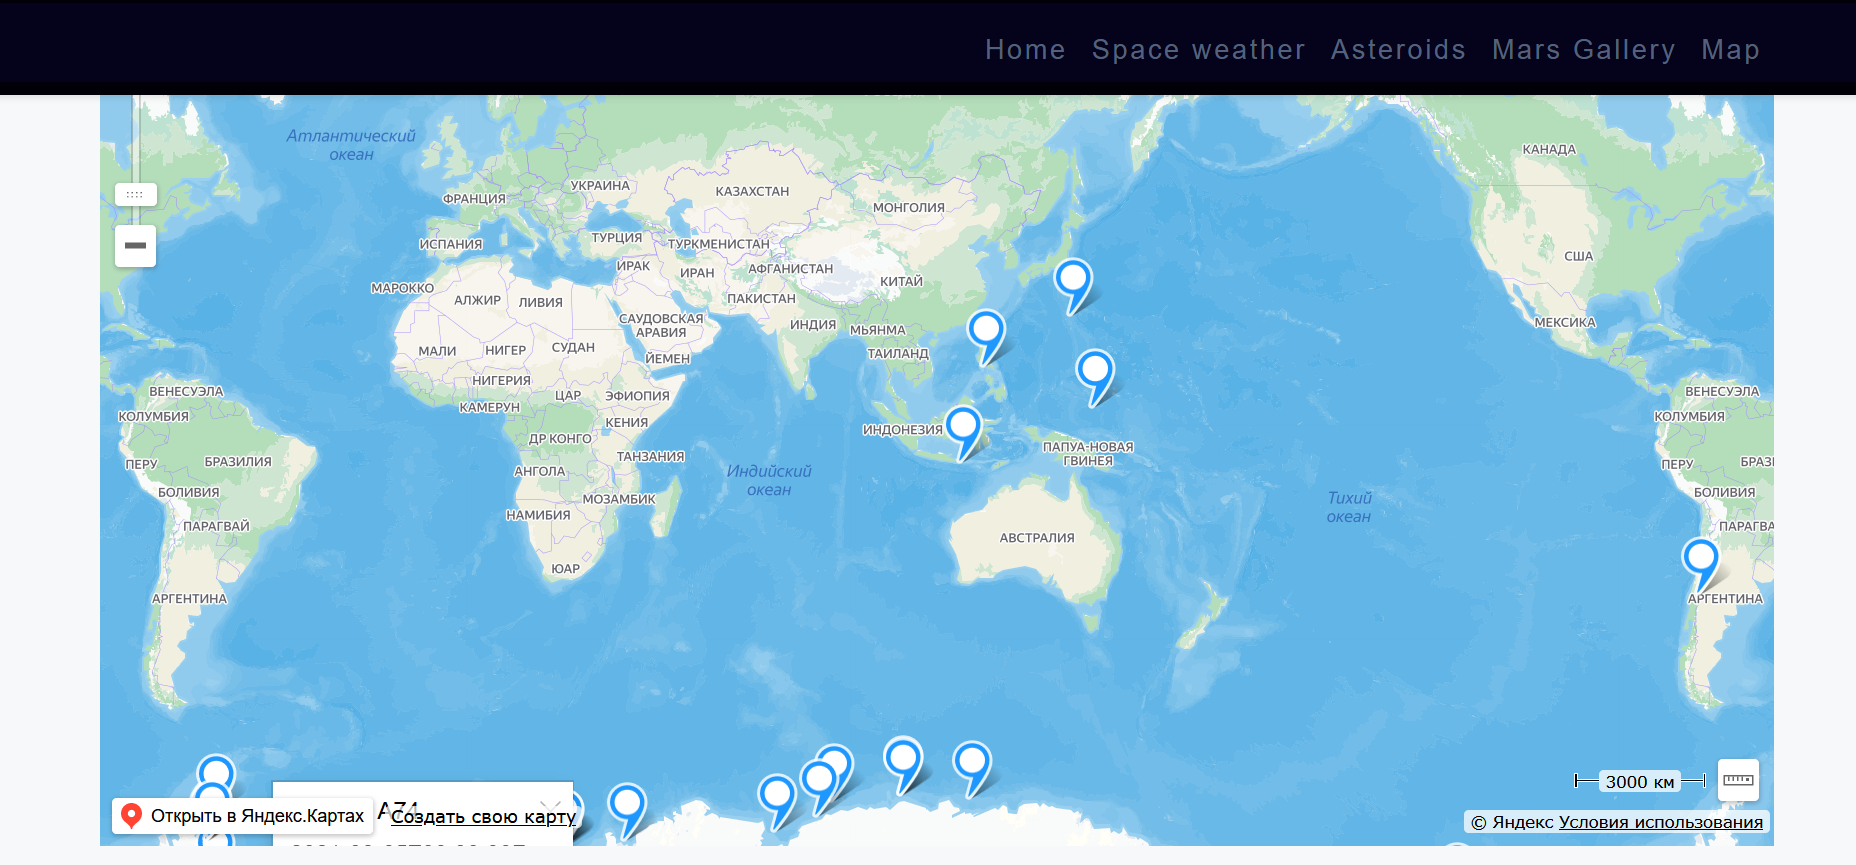 Home Space weather Asteroids Mars Gallery Map
Атлантический
океан
КАНАДА
УКРАИНА
КАЗАХСТАН
ФРАНЦИЯ
МОНГОЛИЯ
ТУРЦИЯ
ИСПАНИЯ
ТУРКМЕНИСТАН
США
ИРАК
ИРАН
АФГАНИСТАН
КИТАЙ
МАРОККО
АЛЖИР
ЛИВИЯ
ПАКИСТАН
САУДОВСКАЯ
АРАВИЯ
ИНДИЯ
МЬЯНМА
МЕКСИКА
МАЛИ
НИГЕР
СУДАН
ЙЕМЕН
ТАИЛАНД
НИГЕРИЯ
ВЕНЕСУЭЛА
ЦАР
ЭФИОПИЯ
ВЕНЕСУЭЛА
КАМЕРУН
КОЛУМБИЯ
КЕНИЯ
КОЛУМБИЯ
ИНДОНЕЗИЯ
ДР КОНГО
ПАПУА-НОВАЯ
ГВИНЕЯ
ТАНЗАНИЯ
ПЕРУ
БРАЗИЛИЯ
ПЕРУ
БРАЗИ
АНГОЛА
Индийский
океан
БОЛИВИЯ
МОЗАМБИК
БОЛИВИЯ
Тихий
океан
НАМИБИЯ
ПАРАГВАЙ
ПАРАГВА
АВСТРАЛИЯ
ЮАР
АРГЕНТИНА
АРГЕНТИНА
3000 км
A74
Открыть в Яндекс.Картах
Создать свою карту
© Яндекс Условия использования